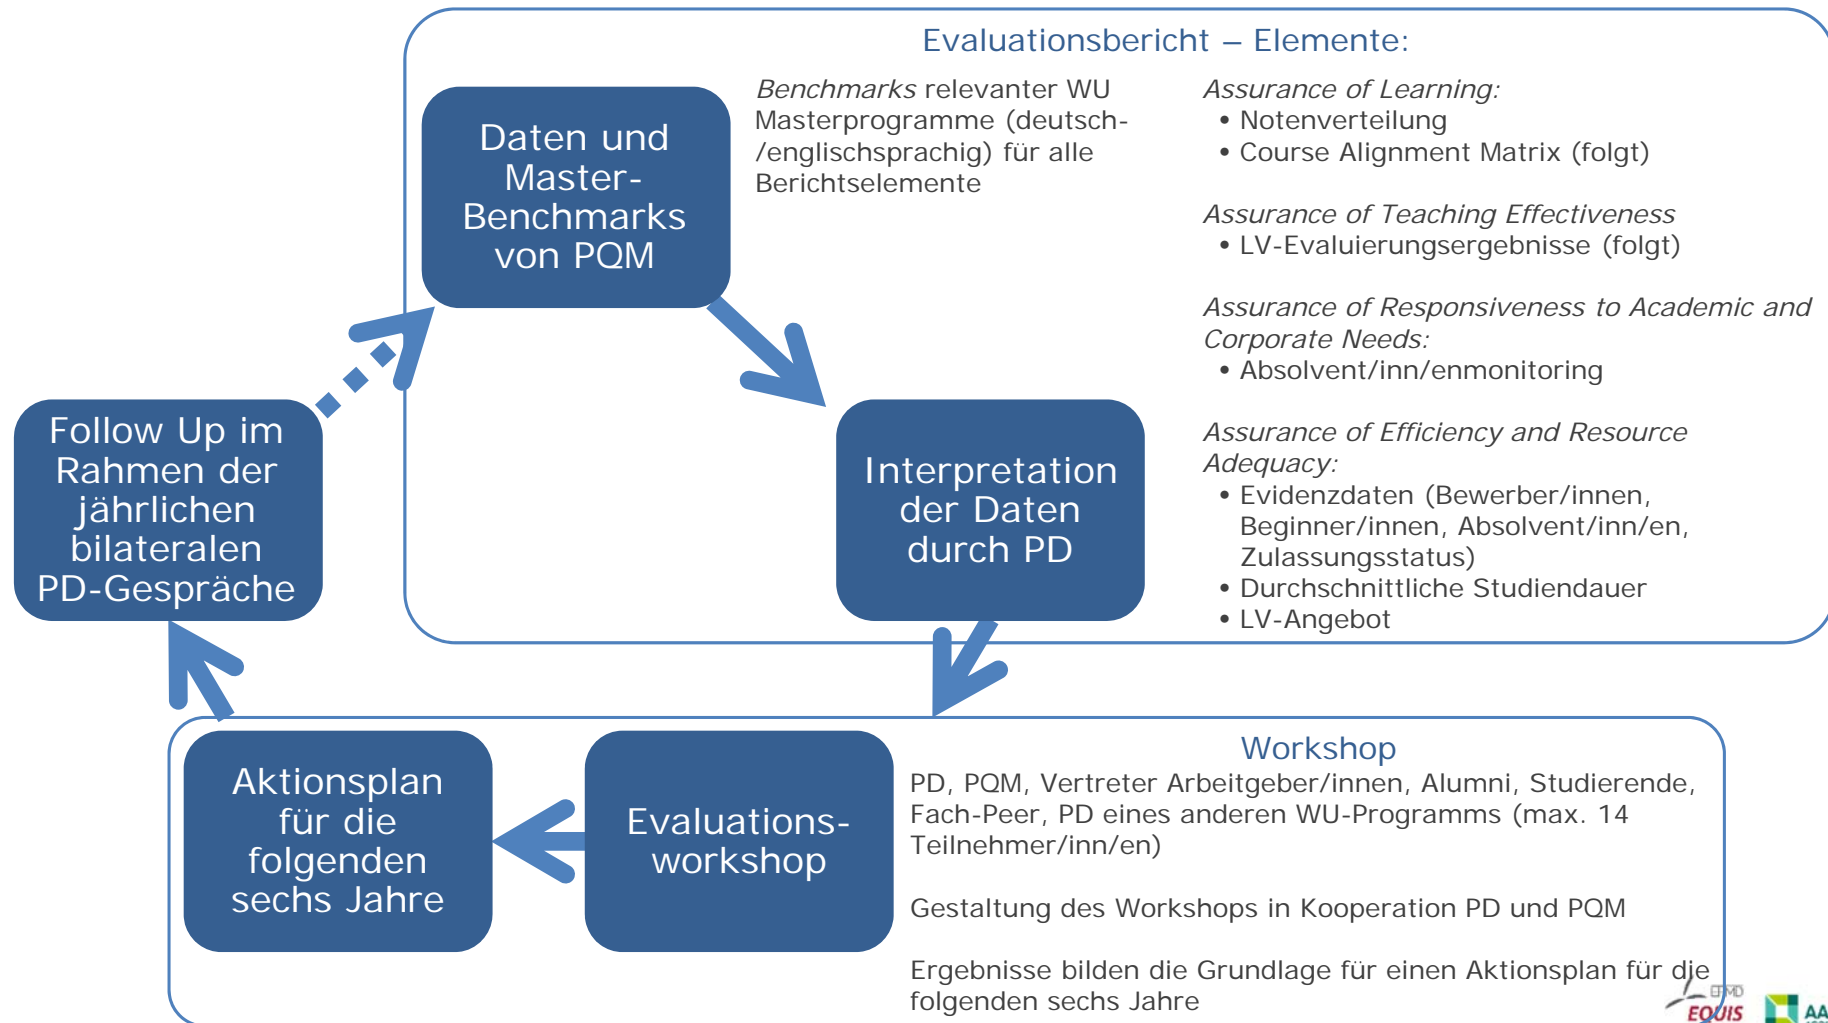 Evaluationsbericht – Elemente:
Daten und
Master-
Benchmarks
von PQM
Benchmarks relevanter WU
Masterprogramme (deutsch-
/englischsprachig) für alle
Berichtselemente
Assurance of Learning:
• Notenverteilung
• Course Alignment Matrix (folgt)
Assurance of Teaching Effectiveness
• LV-Evaluierungsergebnisse (folgt)
Assurance of Responsiveness to Academic and
Corporate Needs:
• Absolvent/inn/enmonitoring
Assurance of Efficiency and Resource
Adequacy:
• Evidenzdaten (Bewerber/innen,
Beginner/innen, Absolvent/inn/en,
Zulassungsstatus)
• Durchschnittliche Studiendauer
• LV-Angebot
Interpretation
der Daten
durch PD
Follow Up im
Rahmen der
jährlichen
bilateralen
PD-Gespräche
Aktionsplan
für die
folgenden
sechs Jahre
Evaluations-
workshop
Workshop
PD, PQM, Vertreter Arbeitgeber/innen, Alumni, Studierende,
Fach-Peer, PD eines anderen WU-Programms (max. 14
Teilnehmer/inn/en)
Gestaltung des Workshops in Kooperation PD und PQM
Ergebnisse bilden die Grundlage für einen Aktionsplan für die
folgenden sechs Jahre
EFMD
EQUIS
AA